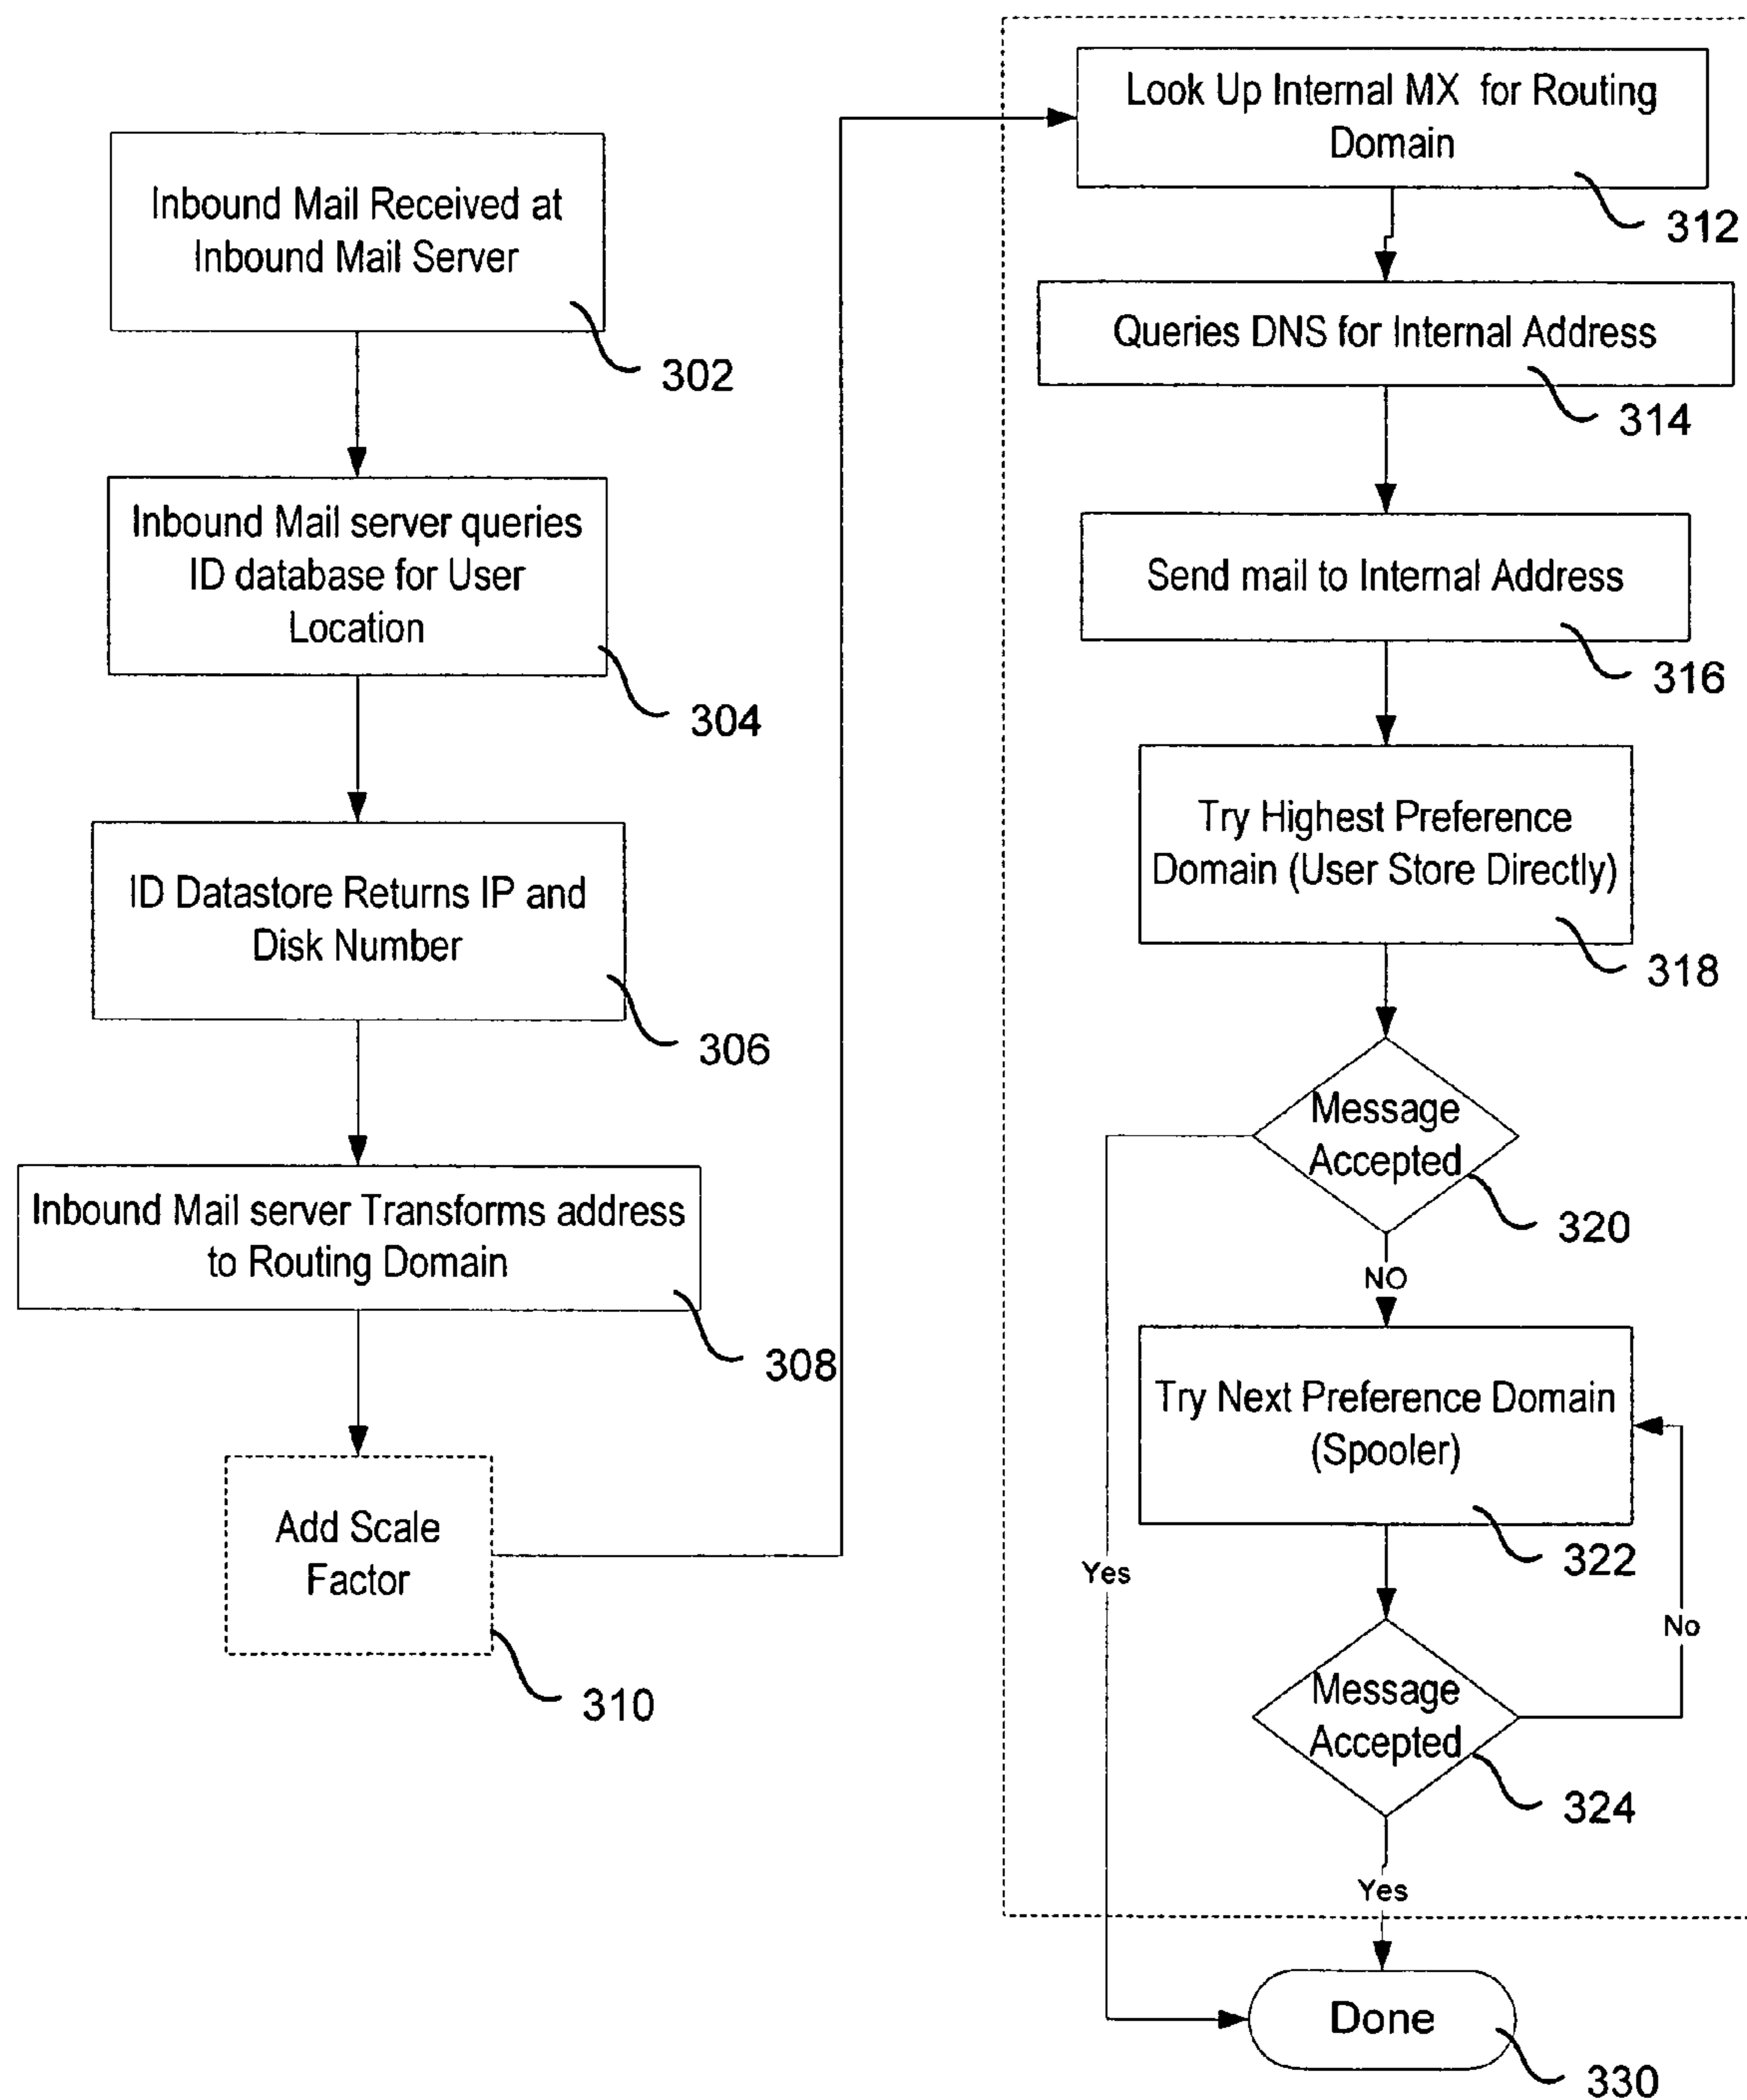 Inbound Mail Received at
Inbound Mail Server
302
Inbound Mail server queries
ID database for User
Location
304
ID Datastore Returns IP and
Disk Number
306
Inbound Mail server Transforms address
to Routing Domain
308
Add Scale
Factor
310
Look Up Internal MX for Routing
Domain
312
Queries DNS for Internal Address
314
Send mail to Internal Address
316
Try Highest Preference
Domain (User Store Directly)
318
Message
Accepted
320
NO
Try Next Preference Domain
(Spooler)
322
Yes
No
Message
Accepted
324
Yes
Done
330